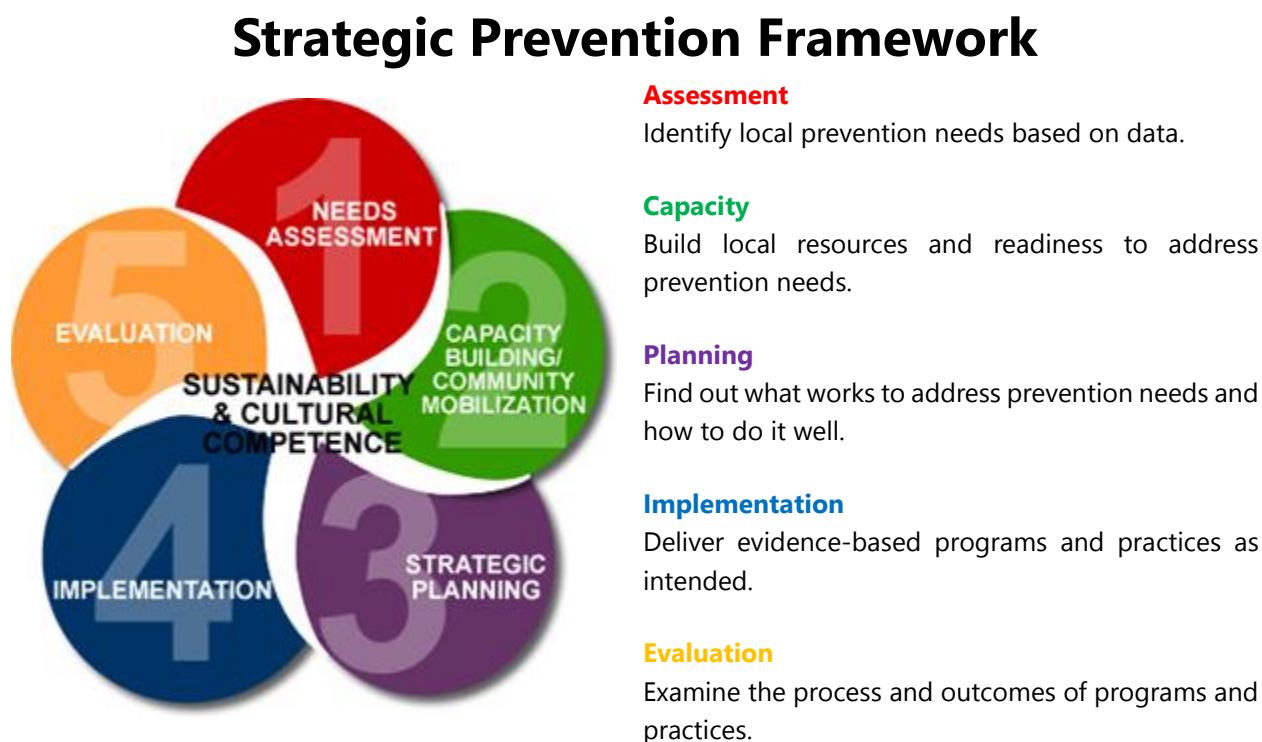 Strategic Prevention Framework
1
NEEDS
ASSESSMENT
2
CAPACITY
BUILDING/
COMMUNITY
MOBILIZATION
3
STRATEGIC
PLANNING
4
IMPLEMENTATION
5
EVALUATION
SUSTAINABILITY
& CULTURAL
COMPETENCE
Assessment
Identify local prevention needs based on data.
Capacity
Build local resources and readiness to address
prevention needs.
Planning
Find out what works to address prevention needs and
how to do it well.
Implementation
Deliver evidence-based programs and practices as
intended.
Evaluation
Examine the process and outcomes of programs and
practices.